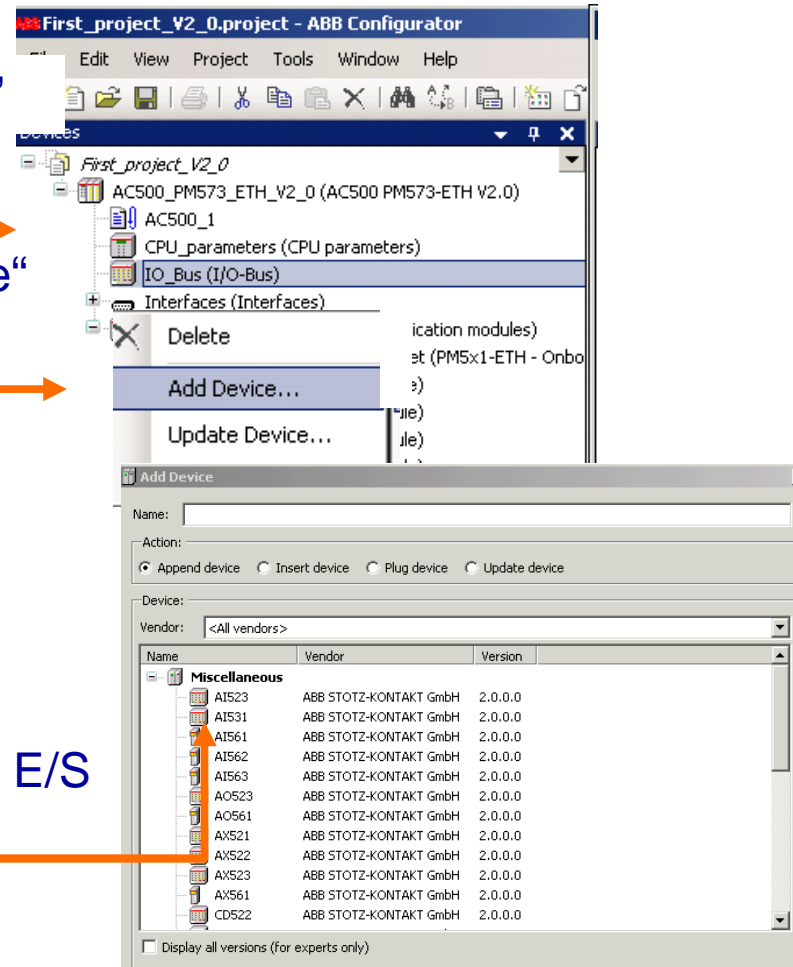 First_project_V2_0.project - ABB Configurator
Edit View Project Tools Window Help
First_project_V2_0
AC500_PM573_ETH_V2_0 (AC500 PM573-ETH V2.0)
AC500_1
CPU_parameters (CPU parameters)
e“
IO_Bus (I/O-Bus)
Interfaces (Interfaces)
Delete
ication modules)
et (PM5x1-ETH - Onbo
Add Device...
Update Device...
Add Device
Name:
Action:
Append device Insert device Plug device Update device
Device:
Vendor: <All vendors>
Name Vendor Version
Miscellaneous
AI523 ABB STOTZ-KONTAKT GmbH 2.0.0.0
AI531 ABB STOTZ-KONTAKT GmbH 2.0.0.0
AI561 ABB STOTZ-KONTAKT GmbH 2.0.0.0
E/S
AI562 ABB STOTZ-KONTAKT GmbH 2.0.0.0
AI563 ABB STOTZ-KONTAKT GmbH 2.0.0.0
AO523 ABB STOTZ-KONTAKT GmbH 2.0.0.0
AO561 ABB STOTZ-KONTAKT GmbH 2.0.0.0
AX521 ABB STOTZ-KONTAKT GmbH 2.0.0.0
AX522 ABB STOTZ-KONTAKT GmbH 2.0.0.0
AX523 ABB STOTZ-KONTAKT GmbH 2.0.0.0
AX561 ABB STOTZ-KONTAKT GmbH 2.0.0.0
CD522 ABB STOTZ-KONTAKT GmbH 2.0.0.0
Display all versions (for experts only)